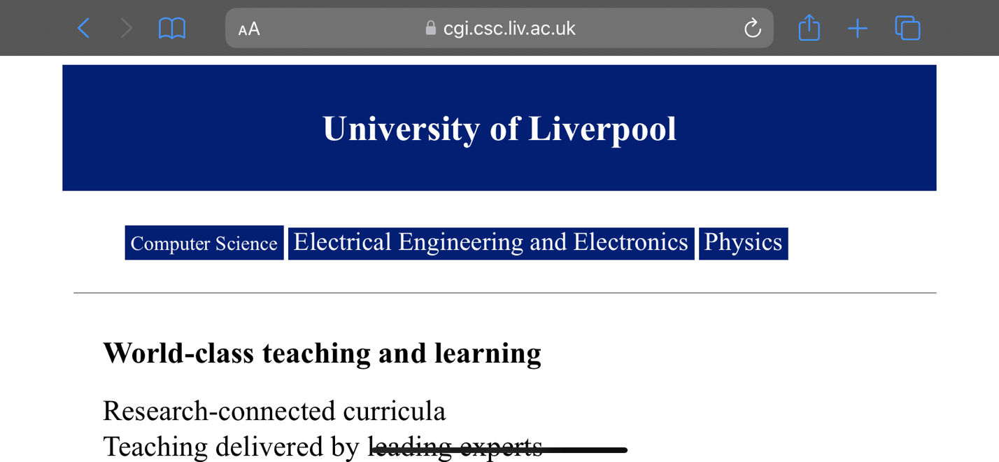 AA
cgi.csc.liv.ac.uk
University of Liverpool
Computer Science Electrical Engineering and Electronics Physics
World-class teaching and learning
Research-connected curricula
Teaching delivered by leading experts